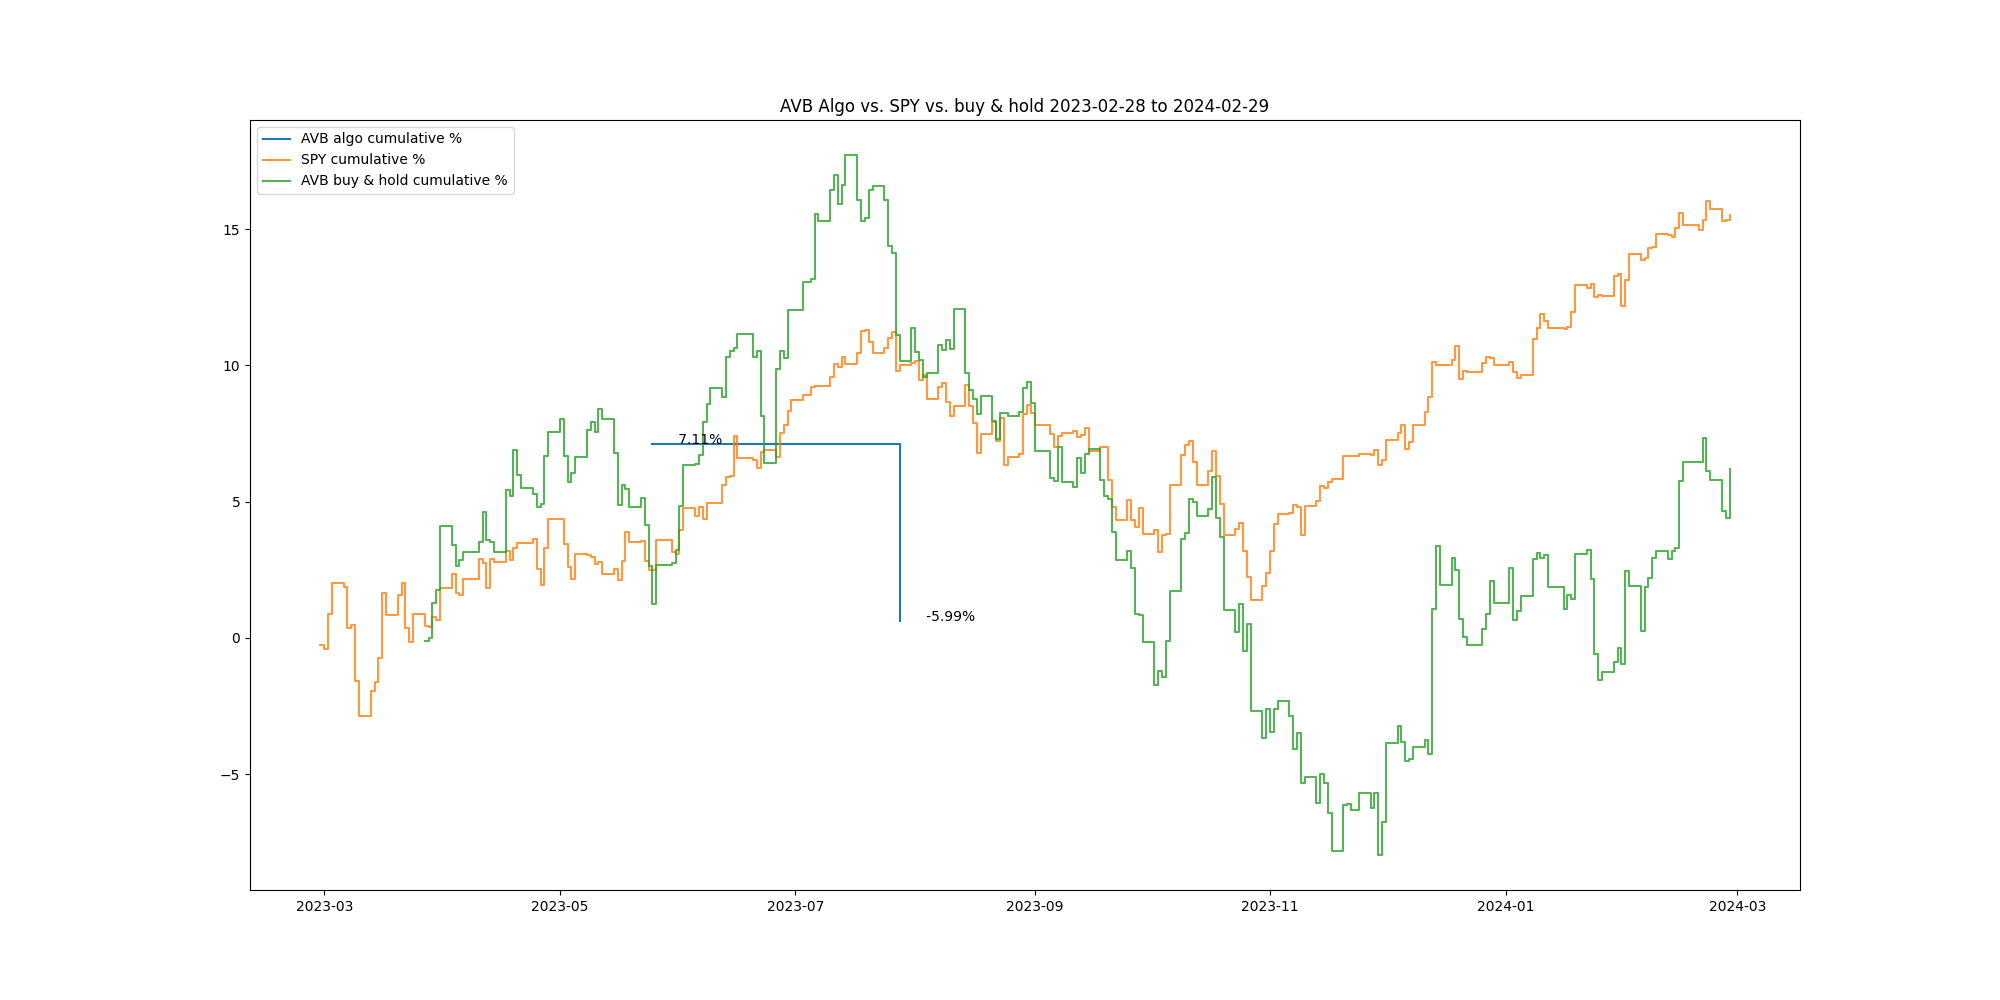 AVB Algo vs. SPY vs. buy & hold 2023-02-28 to 2024-02-29
AVB algo cumulative %
SPY cumulative %
AVB buy & hold cumulative %
15
10
7.11%
5
-5.99%
0
−5
2023-03 2023-05 2023-07 2023-09 2023-11 2024-01 2024-03